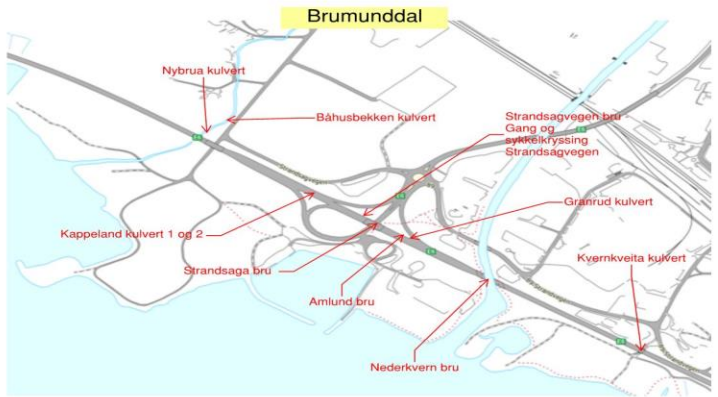 Brumunddal
Nybrua kulvert
Båhusbekken kulvert
Strandsagvegen bru
Gang og
sykkelkryssing
Strandsagvegen
Strandsagvegen
Granrud kulvert
Kappeland kulvert 1 og 2
Kvernkveita kulvert
Strandsaga bru
Amlund bru
Nederkvern bru